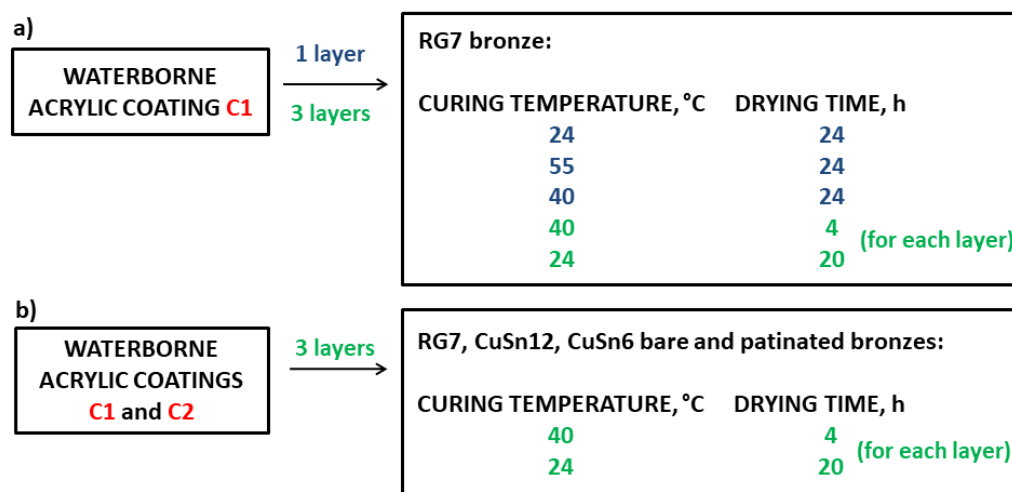 a)
WATERBORNE
ACRYLIC COATING C1
1 layer
3 layers
RG7 bronze:
CURING TEMPERATURE, °C DRYING TIME, h
24 24
55 24
40 24
40 4
(for each layer)
24 20
b)
WATERBORNE
ACRYLIC COATINGS
C1 and C2
3 layers
RG7, CuSn12, CuSn6 bare and patinated bronzes:
CURING TEMPERATURE, °C DRYING TIME, h
40 4
(for each layer)
24 20